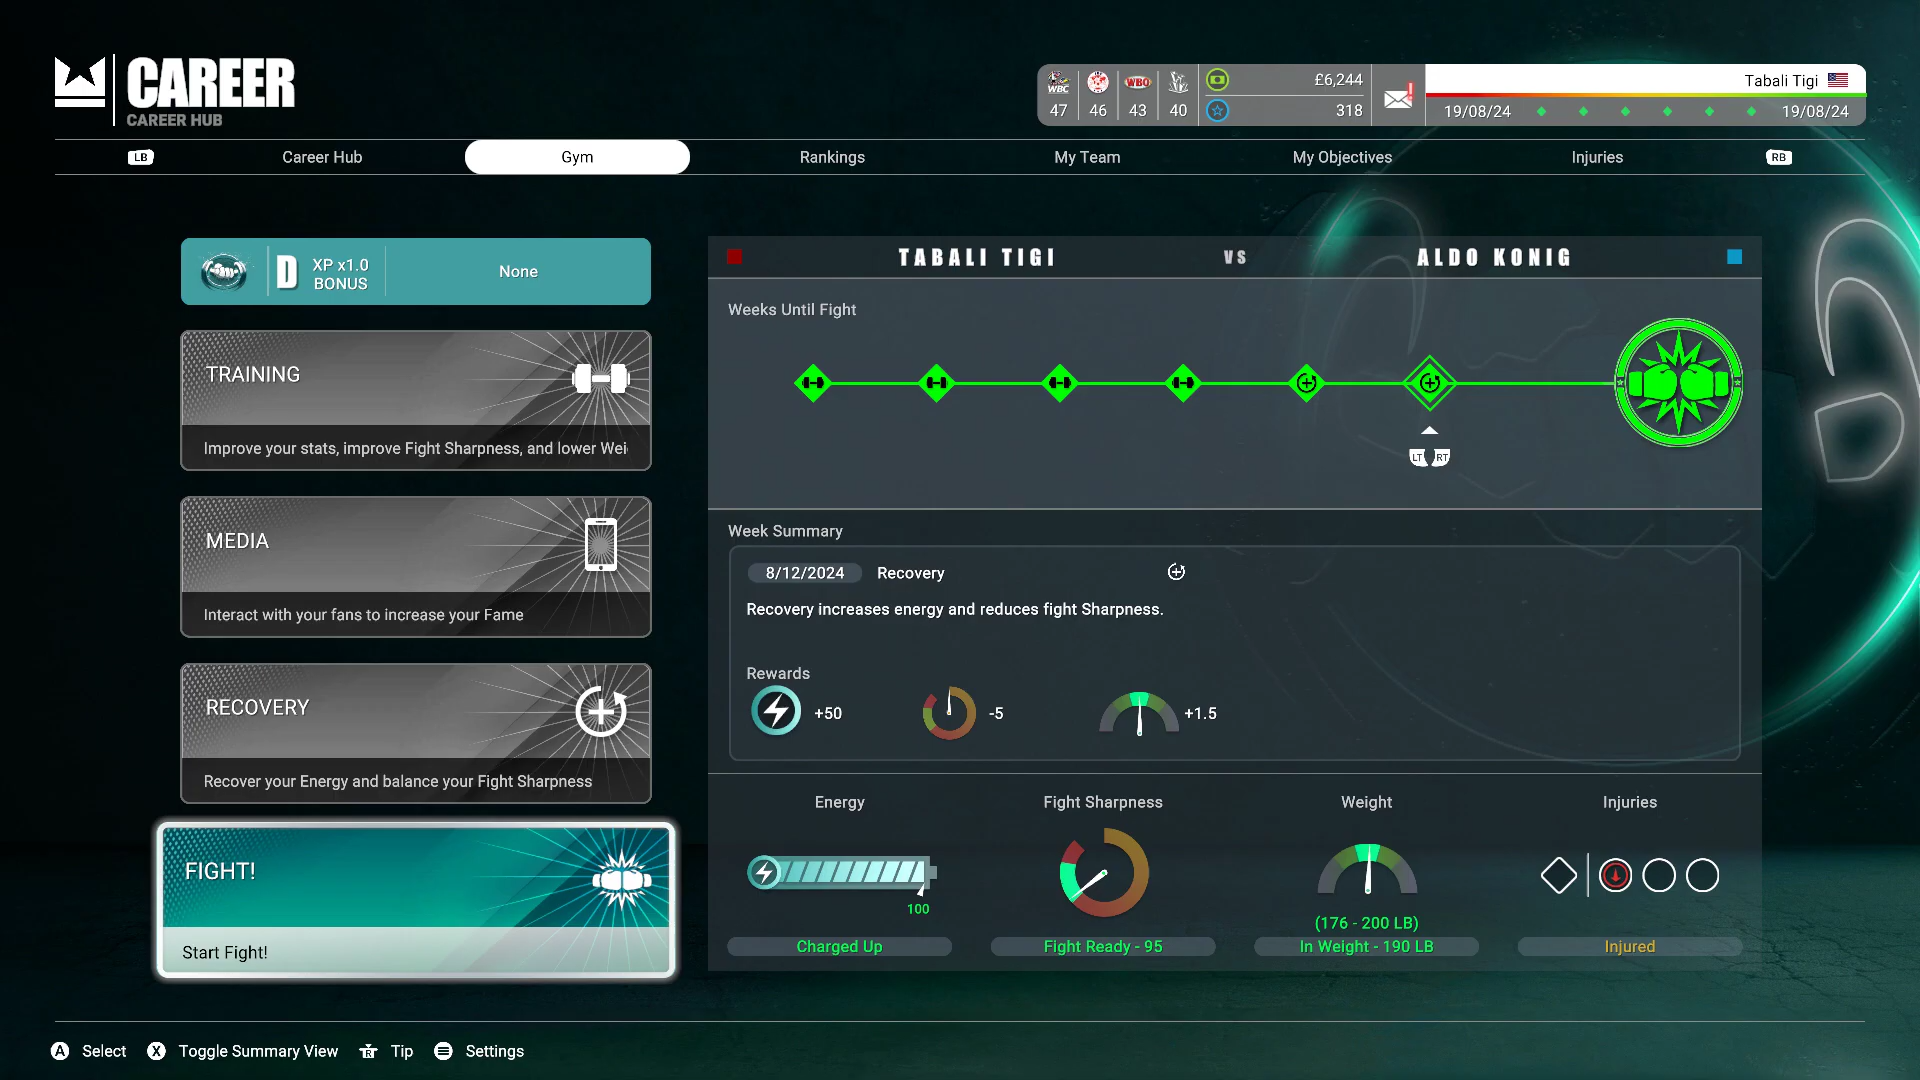 CAREER
CAREER HUB
WBC
WBO
47
46
43
40
£6,244
318
Tabali Tigi
19/08/24
19/08/24
LB
Career Hub
Gym
Rankings
My Team
My Objectives
Injuries
RB
D
XP x1.0
BONUS
None
TRAINING
Improve your stats, improve Fight Sharpness, and lower Wei
MEDIA
Interact with your fans to increase your Fame
RECOVERY
Recover your Energy and balance your Fight Sharpness
FIGHT!
Start Fight!
TABALI TIGI VS ALDO KONIG
Weeks Until Fight
LT RT
Week Summary
8/12/2024 Recovery
Recovery increases energy and reduces fight Sharpness.
Rewards
+50 -5 +1.5
Energy
100
Charged Up
Fight Sharpness
Fight Ready - 95
Weight
(176 - 200 LB)
In Weight - 190 LB
Injuries
Injured
A Select X Toggle Summary View R Tip Settings